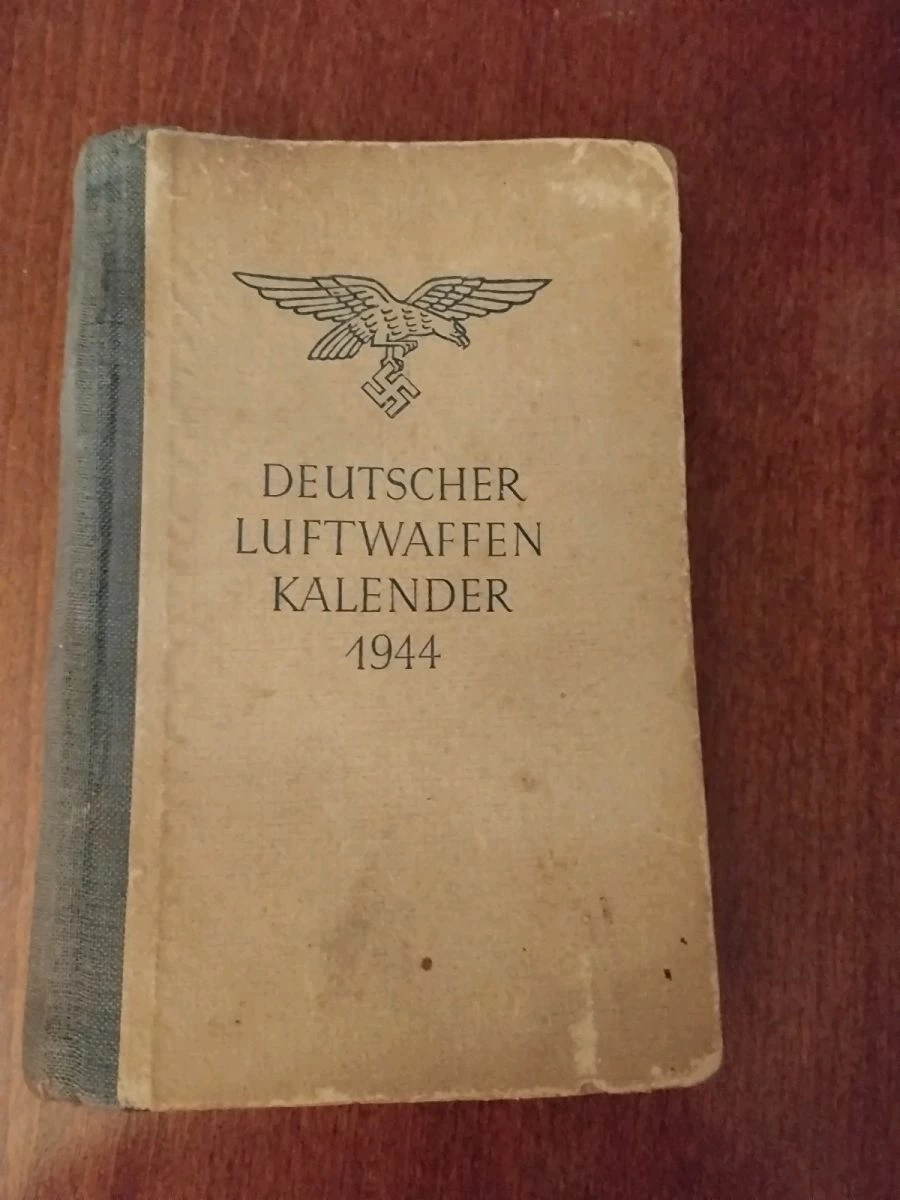 DEUTSCHER
LUFTWAFFEN
KALENDER
1944